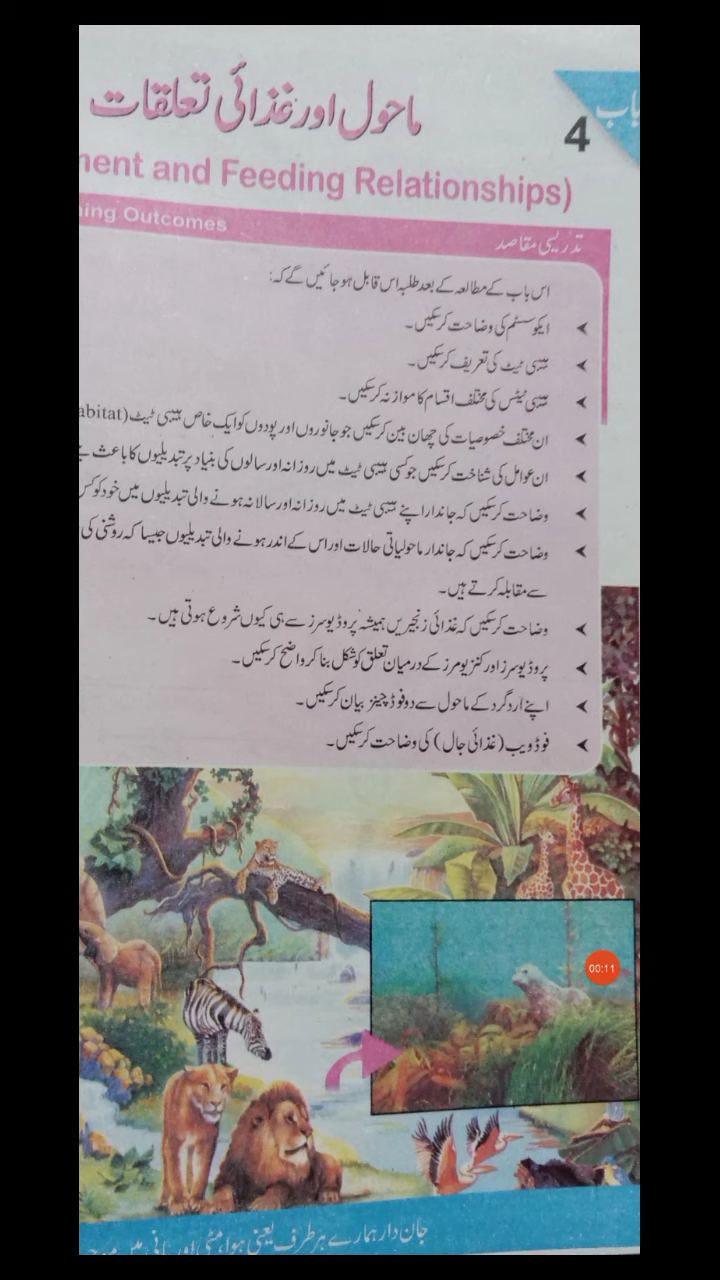 باب
4
ماحول اور غذائی تعلقات
ment and Feeding Relationships)
ning Outcomes
تدریسی مقاصد
اس باب کے مطالعہ کے بعد طلبہ اس قابل ہو جائیں گے کہ:
ایکوسسٹم کی وضاحت کر سکیں۔
ہیبی ٹیٹ کی تعریف کر سکیں۔
ہیبی ٹیٹس کی مختلف اقسام کا موازنہ کر سکیں۔
ان مختلف خصوصیات کی چھان بین کر سکیں جو جانوروں اور پودوں کو ایک خاص ہیبی ٹیٹ (abitat
ان عوامل کی شناخت کر سکیں جو کسی ہیبی ٹیٹ میں روزانہ اور سالوں کی بنیاد پر تبدیلیوں کا باعث
وضاحت کر سکیں کہ جاندار اپنے ہیبی ٹیٹ میں روزانہ اور سالانہ ہونے والی تبدیلیوں میں خود کو کس
وضاحت کر سکیں کہ جاندار ماحولیاتی حالات اور اس کے اندر ہونے والی تبدیلیوں جیسا کہ روشنی کی
سے مقابلہ کرتے ہیں۔
وضاحت کر سکیں کہ غذائی زنجیریں ہمیشہ پروڈیوسرز سے ہی کیوں شروع ہوتی ہیں۔
پروڈیوسرز اور کنزیومرز کے درمیان تعلق کو شکل بنا کر واضح کر سکیں۔
اپنے اردگرد کے ماحول سے دو فوڈ چینز بیان کر سکیں۔
فوڈ ویب (غذائی جال) کی وضاحت کر سکیں۔
00:11
جان دار ہمارے ہر طرف یعنی ہوا، مٹی اور پانی میں